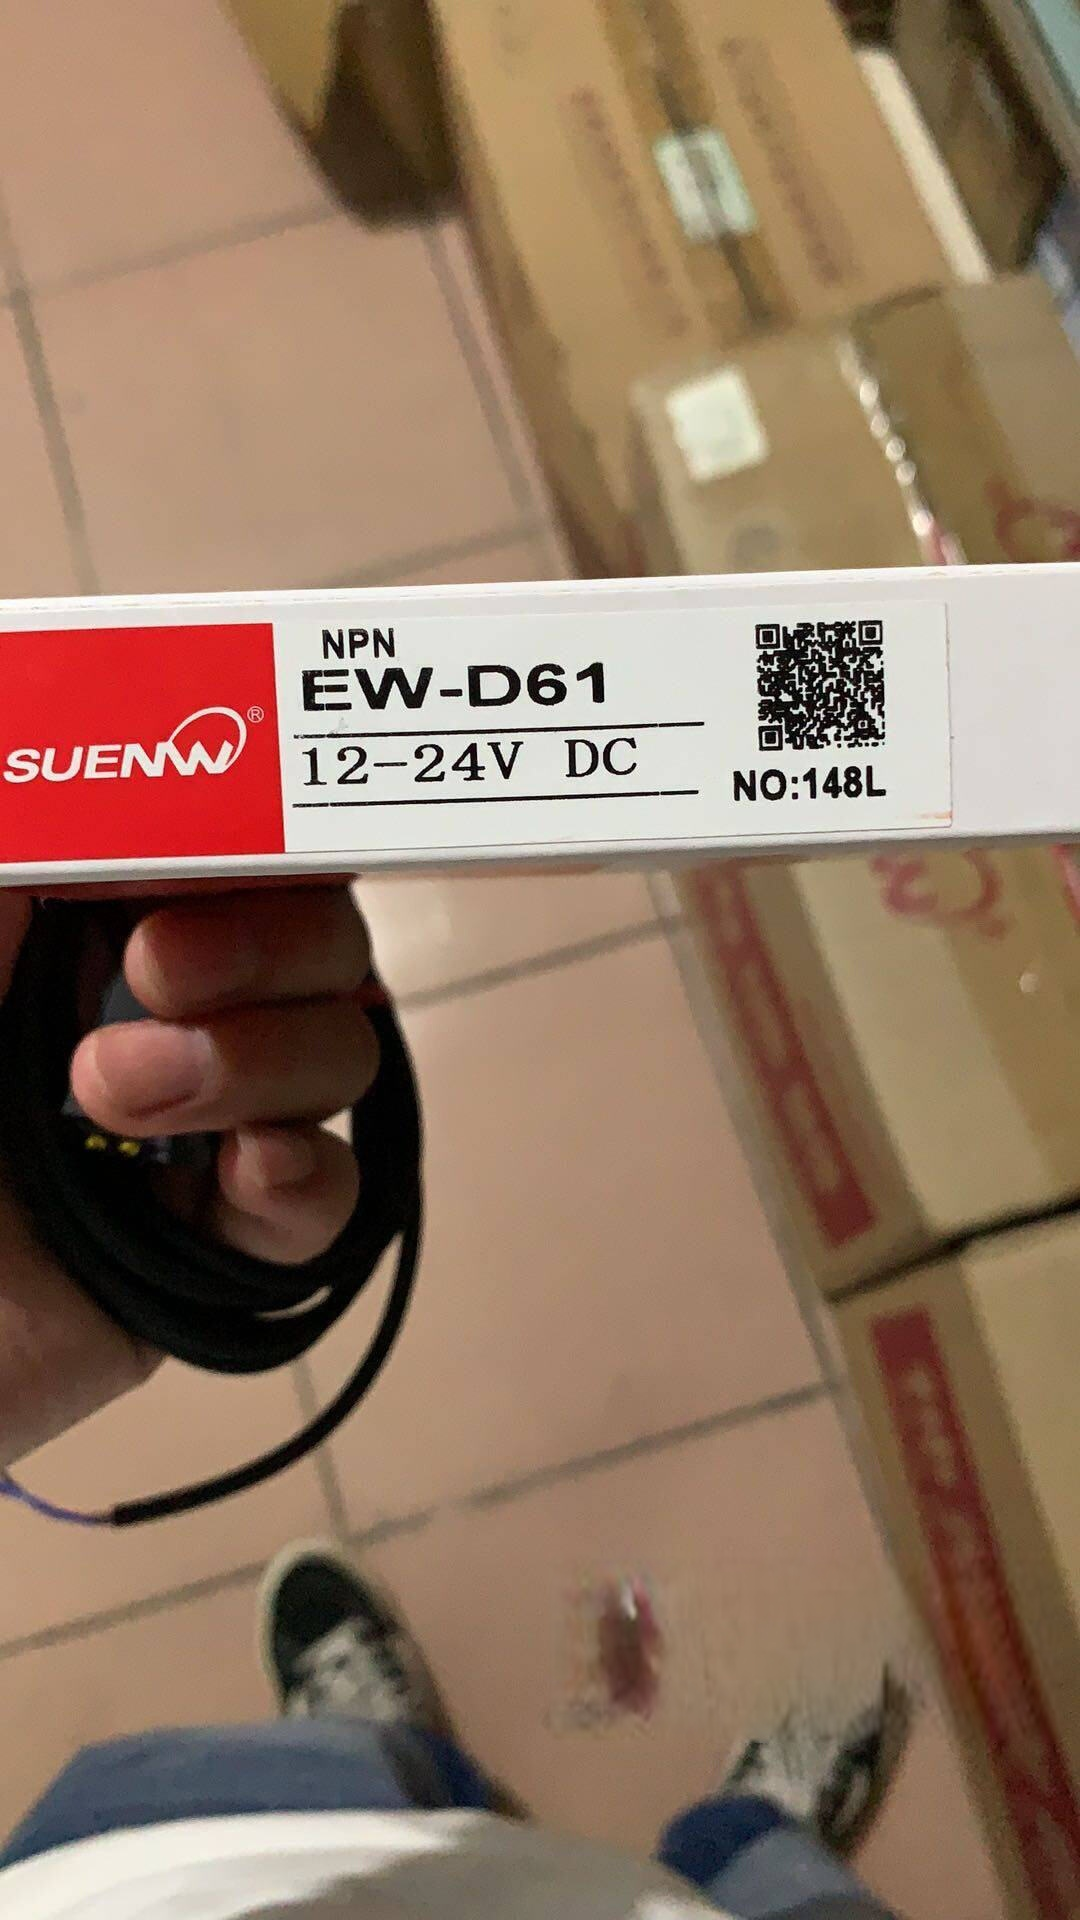 SUENW®
NPN
EW-D61
12-24V DC
NO:148L